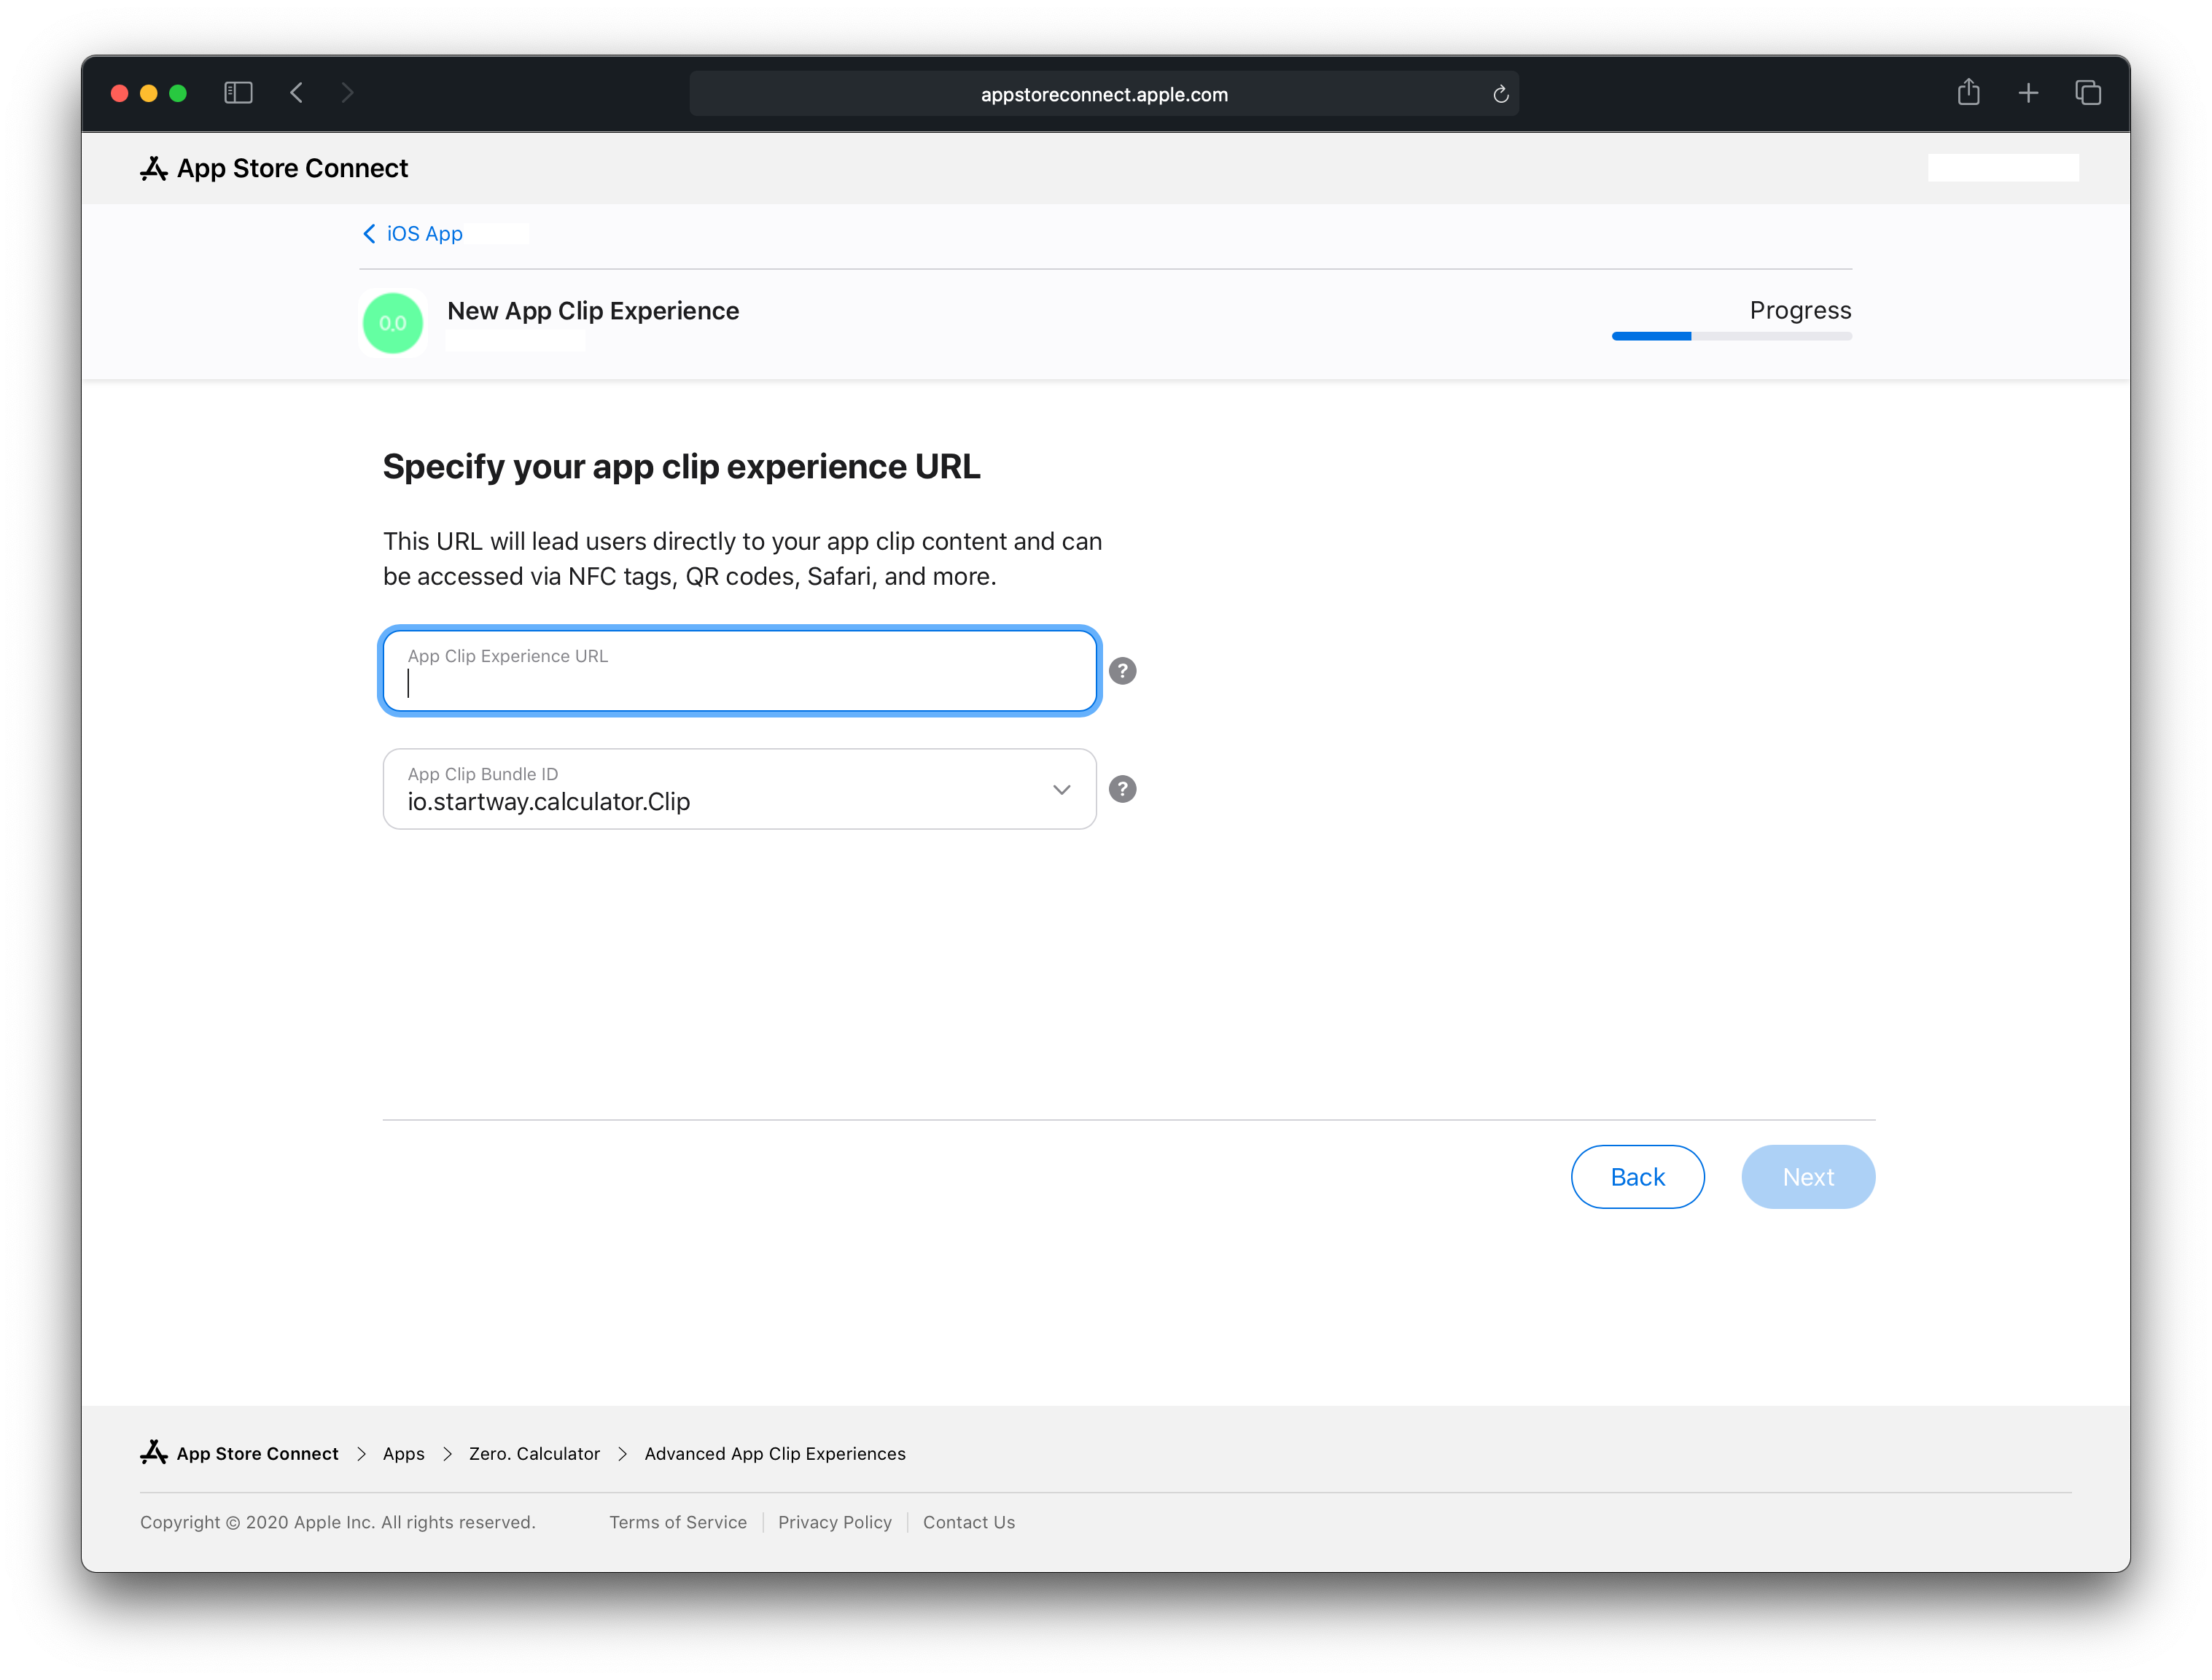 appstoreconnect.apple.com
App Store Connect
iOS App
0.0
New App Clip Experience
Progress
Specify your app clip experience URL
This URL will lead users directly to your app clip content and can
be accessed via NFC tags, QR codes, Safari, and more.
App Clip Experience URL
?
App Clip Bundle ID
io.startway.calculator.Clip
?
Back
Next
App Store Connect > Apps > Zero. Calculator > Advanced App Clip Experiences
Copyright © 2020 Apple Inc. All rights reserved. Terms of Service | Privacy Policy | Contact Us